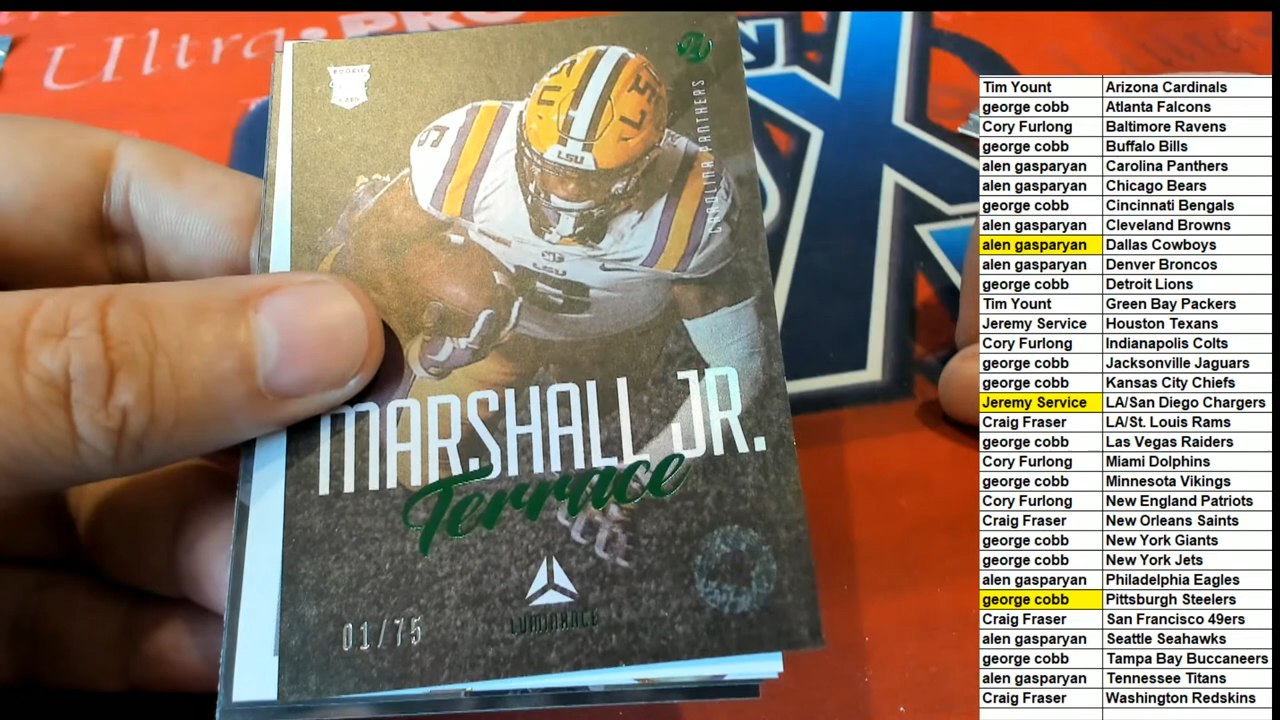 Ultra PRO
ROOKIE
CARD
LSU
CAROLINA PANTHERS
LSU
MARSHALL JR.
Terrace
LUMINANCE
01/75
Tim Yount Arizona Cardinals
george cobb Atlanta Falcons
Cory Furlong Baltimore Ravens
george cobb Buffalo Bills
alen gasparyan Carolina Panthers
alen gasparyan Chicago Bears
george cobb Cincinnati Bengals
alen gasparyan Cleveland Browns
alen gasparyan Dallas Cowboys
alen gasparyan Denver Broncos
george cobb Detroit Lions
Tim Yount Green Bay Packers
Jeremy Service Houston Texans
Cory Furlong Indianapolis Colts
george cobb Jacksonville Jaguars
george cobb Kansas City Chiefs
Jeremy Service LA/San Diego Chargers
Craig Fraser LA/St. Louis Rams
george cobb Las Vegas Raiders
Cory Furlong Miami Dolphins
george cobb Minnesota Vikings
Cory Furlong New England Patriots
Craig Fraser New Orleans Saints
george cobb New York Giants
george cobb New York Jets
alen gasparyan Philadelphia Eagles
george cobb Pittsburgh Steelers
Craig Fraser San Francisco 49ers
alen gasparyan Seattle Seahawks
george cobb Tampa Bay Buccaneers
alen gasparyan Tennessee Titans
Craig Fraser Washington Redskins